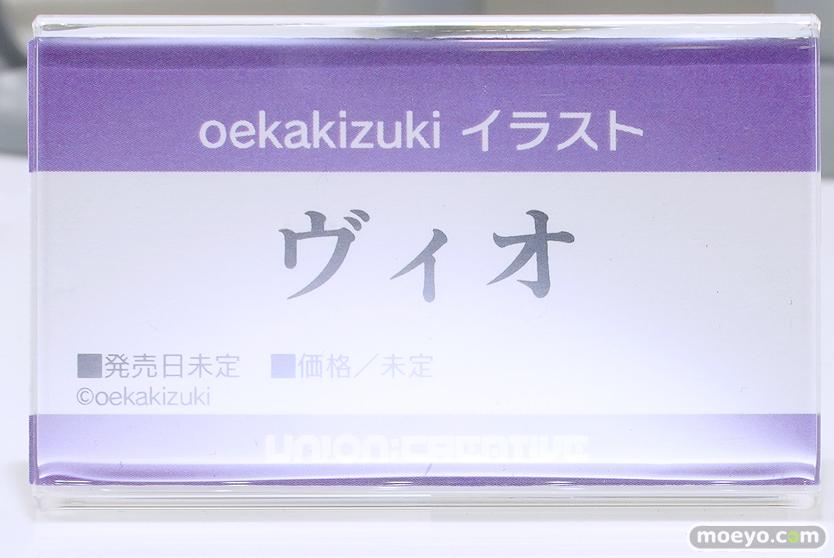 oekakizuki イラスト
ヴィオ
■発売日未定 ■価格／未定
©oekakizuki
UNION:CREATIVE
moeyo.com